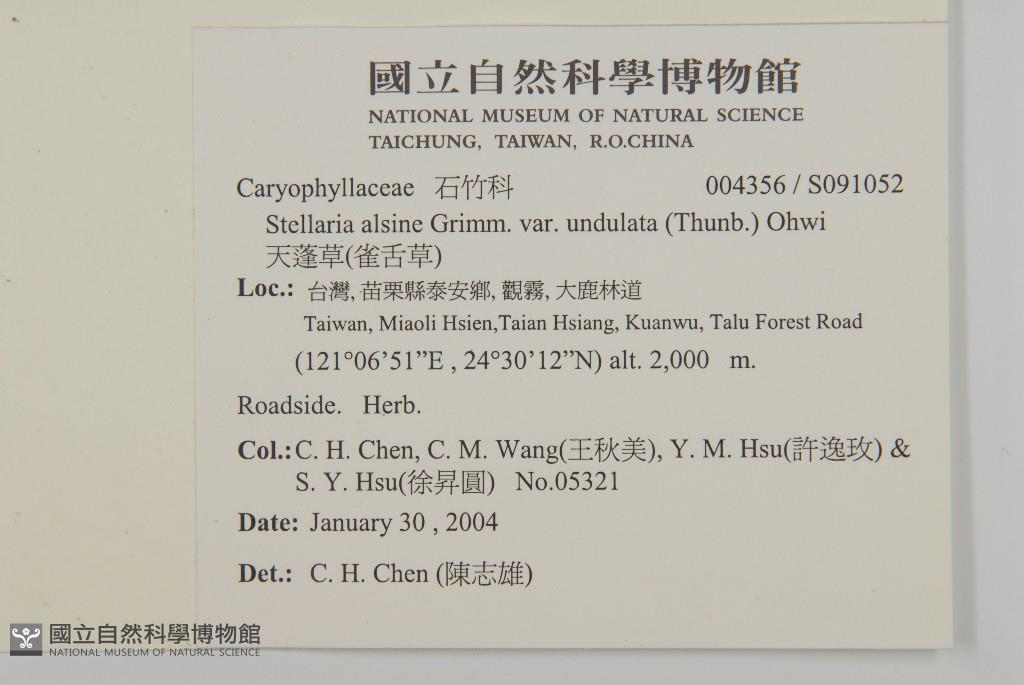 國立自然科學博物館
NATIONAL MUSEUM OF NATURAL SCIENCE
TAICHUNG, TAIWAN, R.O.CHINA
Caryophyllaceae 石竹科 004356 / S091052
Stellaria alsine Grimm. var. undulata (Thunb.) Ohwi
天蓬草(雀舌草)
Loc.: 台灣, 苗栗縣泰安鄉, 觀霧, 大鹿林道
Taiwan, Miaoli Hsien,Taian Hsiang, Kuanwu, Talu Forest Road
(121°06’51”E , 24°30’12”N) alt. 2,000 m.
Roadside. Herb.
Col.: C. H. Chen, C. M. Wang(王秋美), Y. M. Hsu(許逸玫) &
S. Y. Hsu(徐昇圓) No.05321
Date: January 30 , 2004
Det.: C. H. Chen (陳志雄)
國立自然科學博物館
NATIONAL MUSEUM OF NATURAL SCIENCE